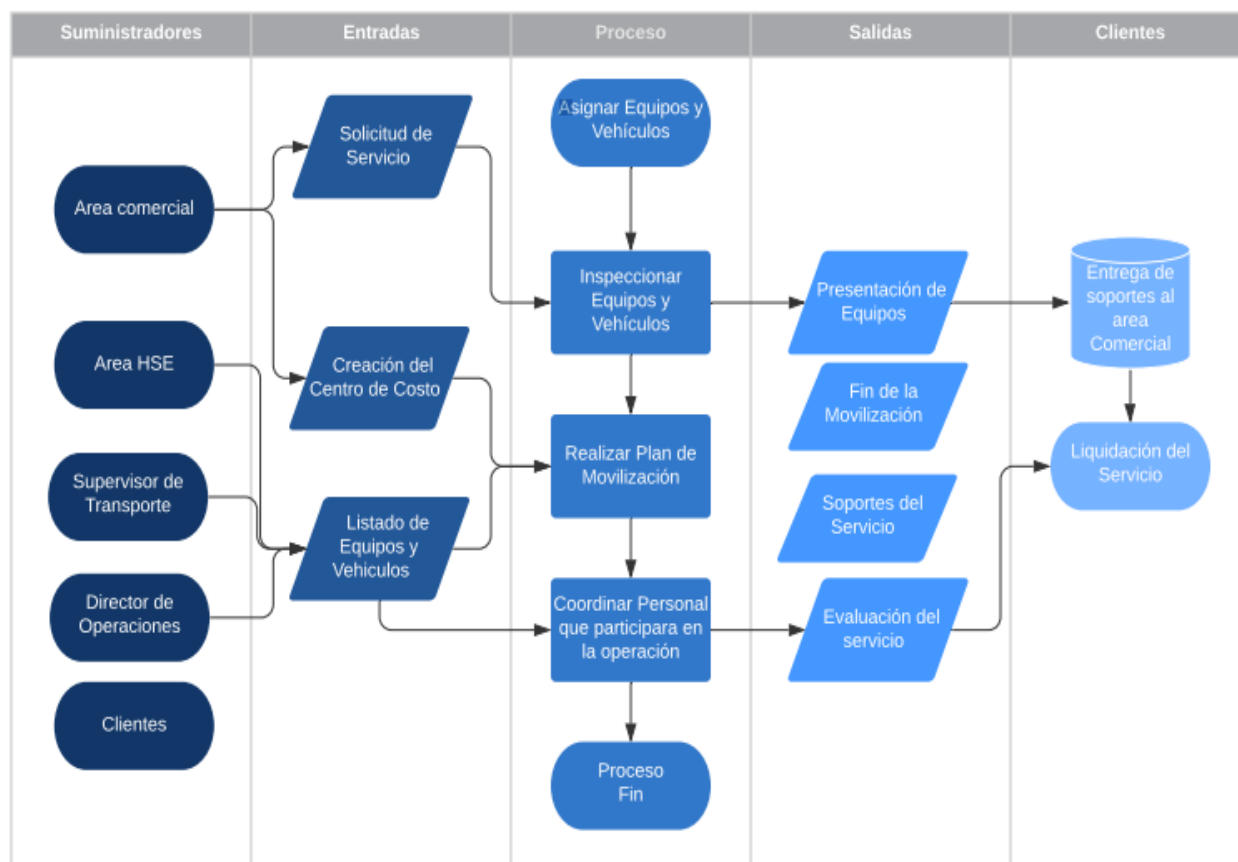 Suministradores
Entradas
Proceso
Salidas
Clientes
Area comercial
Area HSE
Supervisor de
Transporte
Director de
Operaciones
Clientes
Solicitud de
Servicio
Creación del
Centro de Costo
Listado de
Equipos y
Vehiculos
Asignar Equipos y
Vehículos
Inspeccionar
Equipos y
Vehículos
Realizar Plan de
Movilización
Coordinar Personal
que participara en
la operación
Proceso
Fin
Presentación de
Equipos
Fin de la
Movilización
Soportes del
Servicio
Evaluación del
servicio
Entrega de
soportes al
area
Comercial
Liquidación del
Servicio